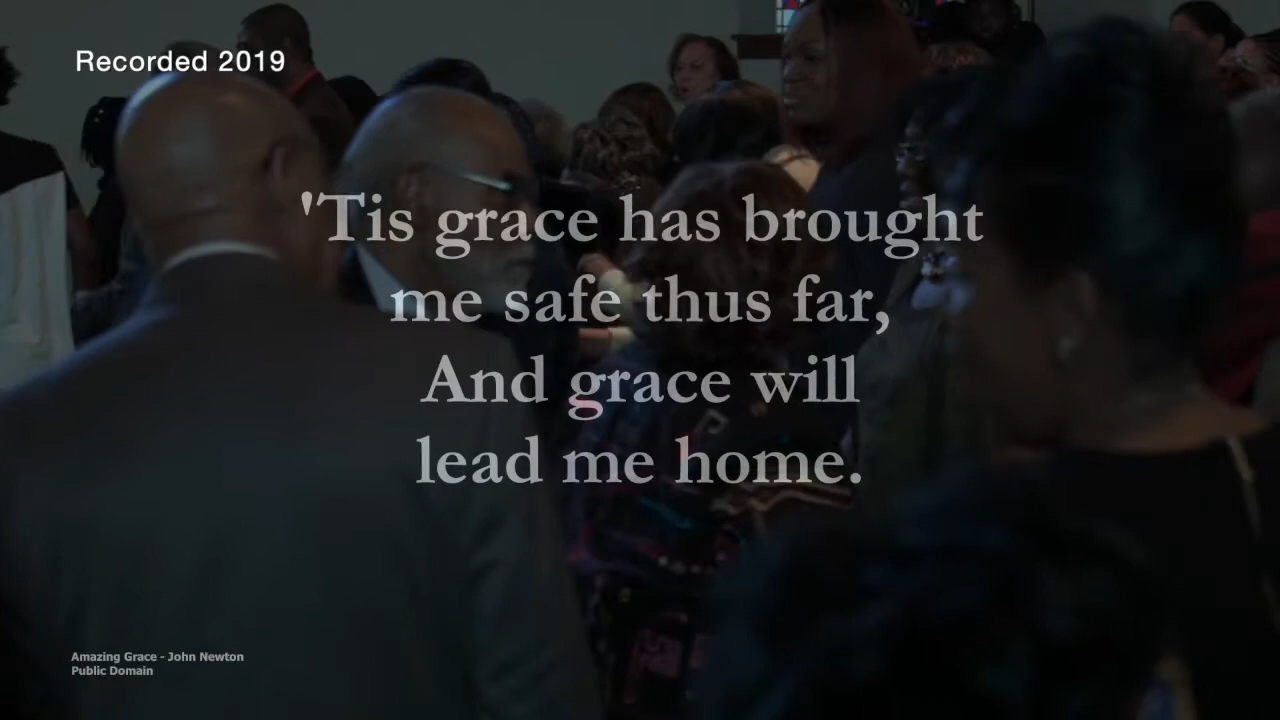 Recorded 2019
'Tis grace has brought
me safe thus far,
And grace will
lead me home.
Amazing Grace - John Newton
Public Domain